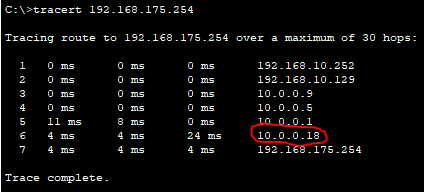 C:\>tracert 192.168.175.254
Tracing route to 192.168.175.254 over a maximum of 30 hops:
1 0 ms 0 ms 0 ms 192.168.10.252
2 0 ms 0 ms 0 ms 192.168.10.129
3 0 ms 0 ms 0 ms 10.0.0.9
4 0 ms 0 ms 0 ms 10.0.0.5
5 11 ms 8 ms 0 ms 10.0.0.1
6 4 ms 4 ms 24 ms 10.0.0.18
7 4 ms 4 ms 4 ms 192.168.175.254
Trace complete.